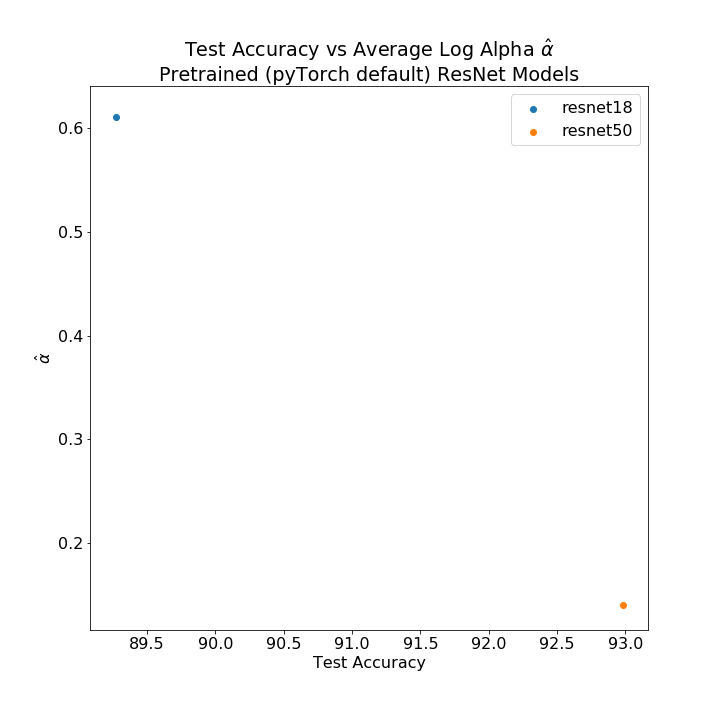 Test Accuracy vs Average Log Alpha α̂
Pretrained (pyTorch default) ResNet Models
resnet18
resnet50
0.6
0.5
0.4
0.3
0.2
α̂
89.5 90.0 90.5 91.0 91.5 92.0 92.5 93.0
Test Accuracy